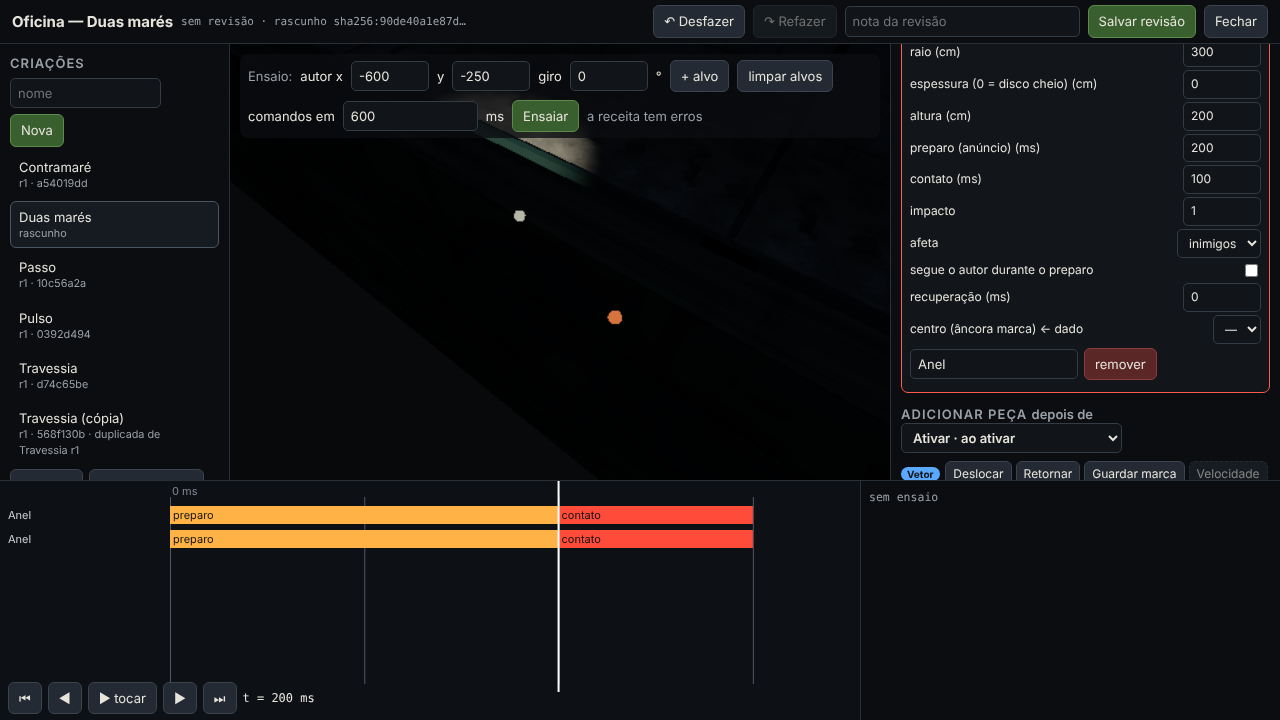 Oficina — Duas marés sem revisão · rascunho sha256:90de40a1e87d… ↶ Desfazer ↷ Refazer nota da revisão Salvar revisão Fechar
CRIAÇÕES
nome
Nova
Contramaré
r1 · a54019dd
Duas marés
rascunho
Passo
r1 · 10c56a2a
Pulso
r1 · 0392d494
Travessia
r1 · d74c65be
Travessia (cópia)
r1 · 568f130b · duplicada de
Travessia r1
Ensaio: autor x -600 y -250 giro 0 ° + alvo limpar alvos
comandos em 600 ms Ensaiar a receita tem erros
raio (cm) 300
espessura (0 = disco cheio) (cm) 0
altura (cm) 200
preparo (anúncio) (ms) 200
contato (ms) 100
impacto 1
afeta inimigos
segue o autor durante o preparo
recuperação (ms) 0
centro (âncora marca) ← dado —
Anel remover
ADICIONAR PEÇA depois de
Ativar · ao ativar
Vetor Deslocar Retornar Guardar marca Velocidade
0 ms
Anel preparo contato
Anel preparo contato
⏮ ◀ ▶ tocar ▶ ⏭ t = 200 ms
sem ensaio